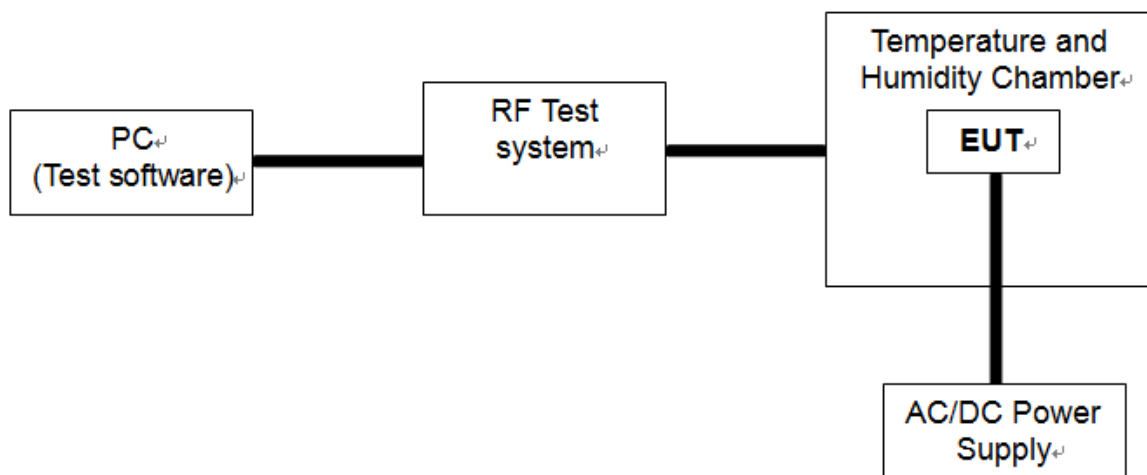 PC
(Test software)
RF Test
system
Temperature and
Humidity Chamber
EUT
AC/DC Power
Supply